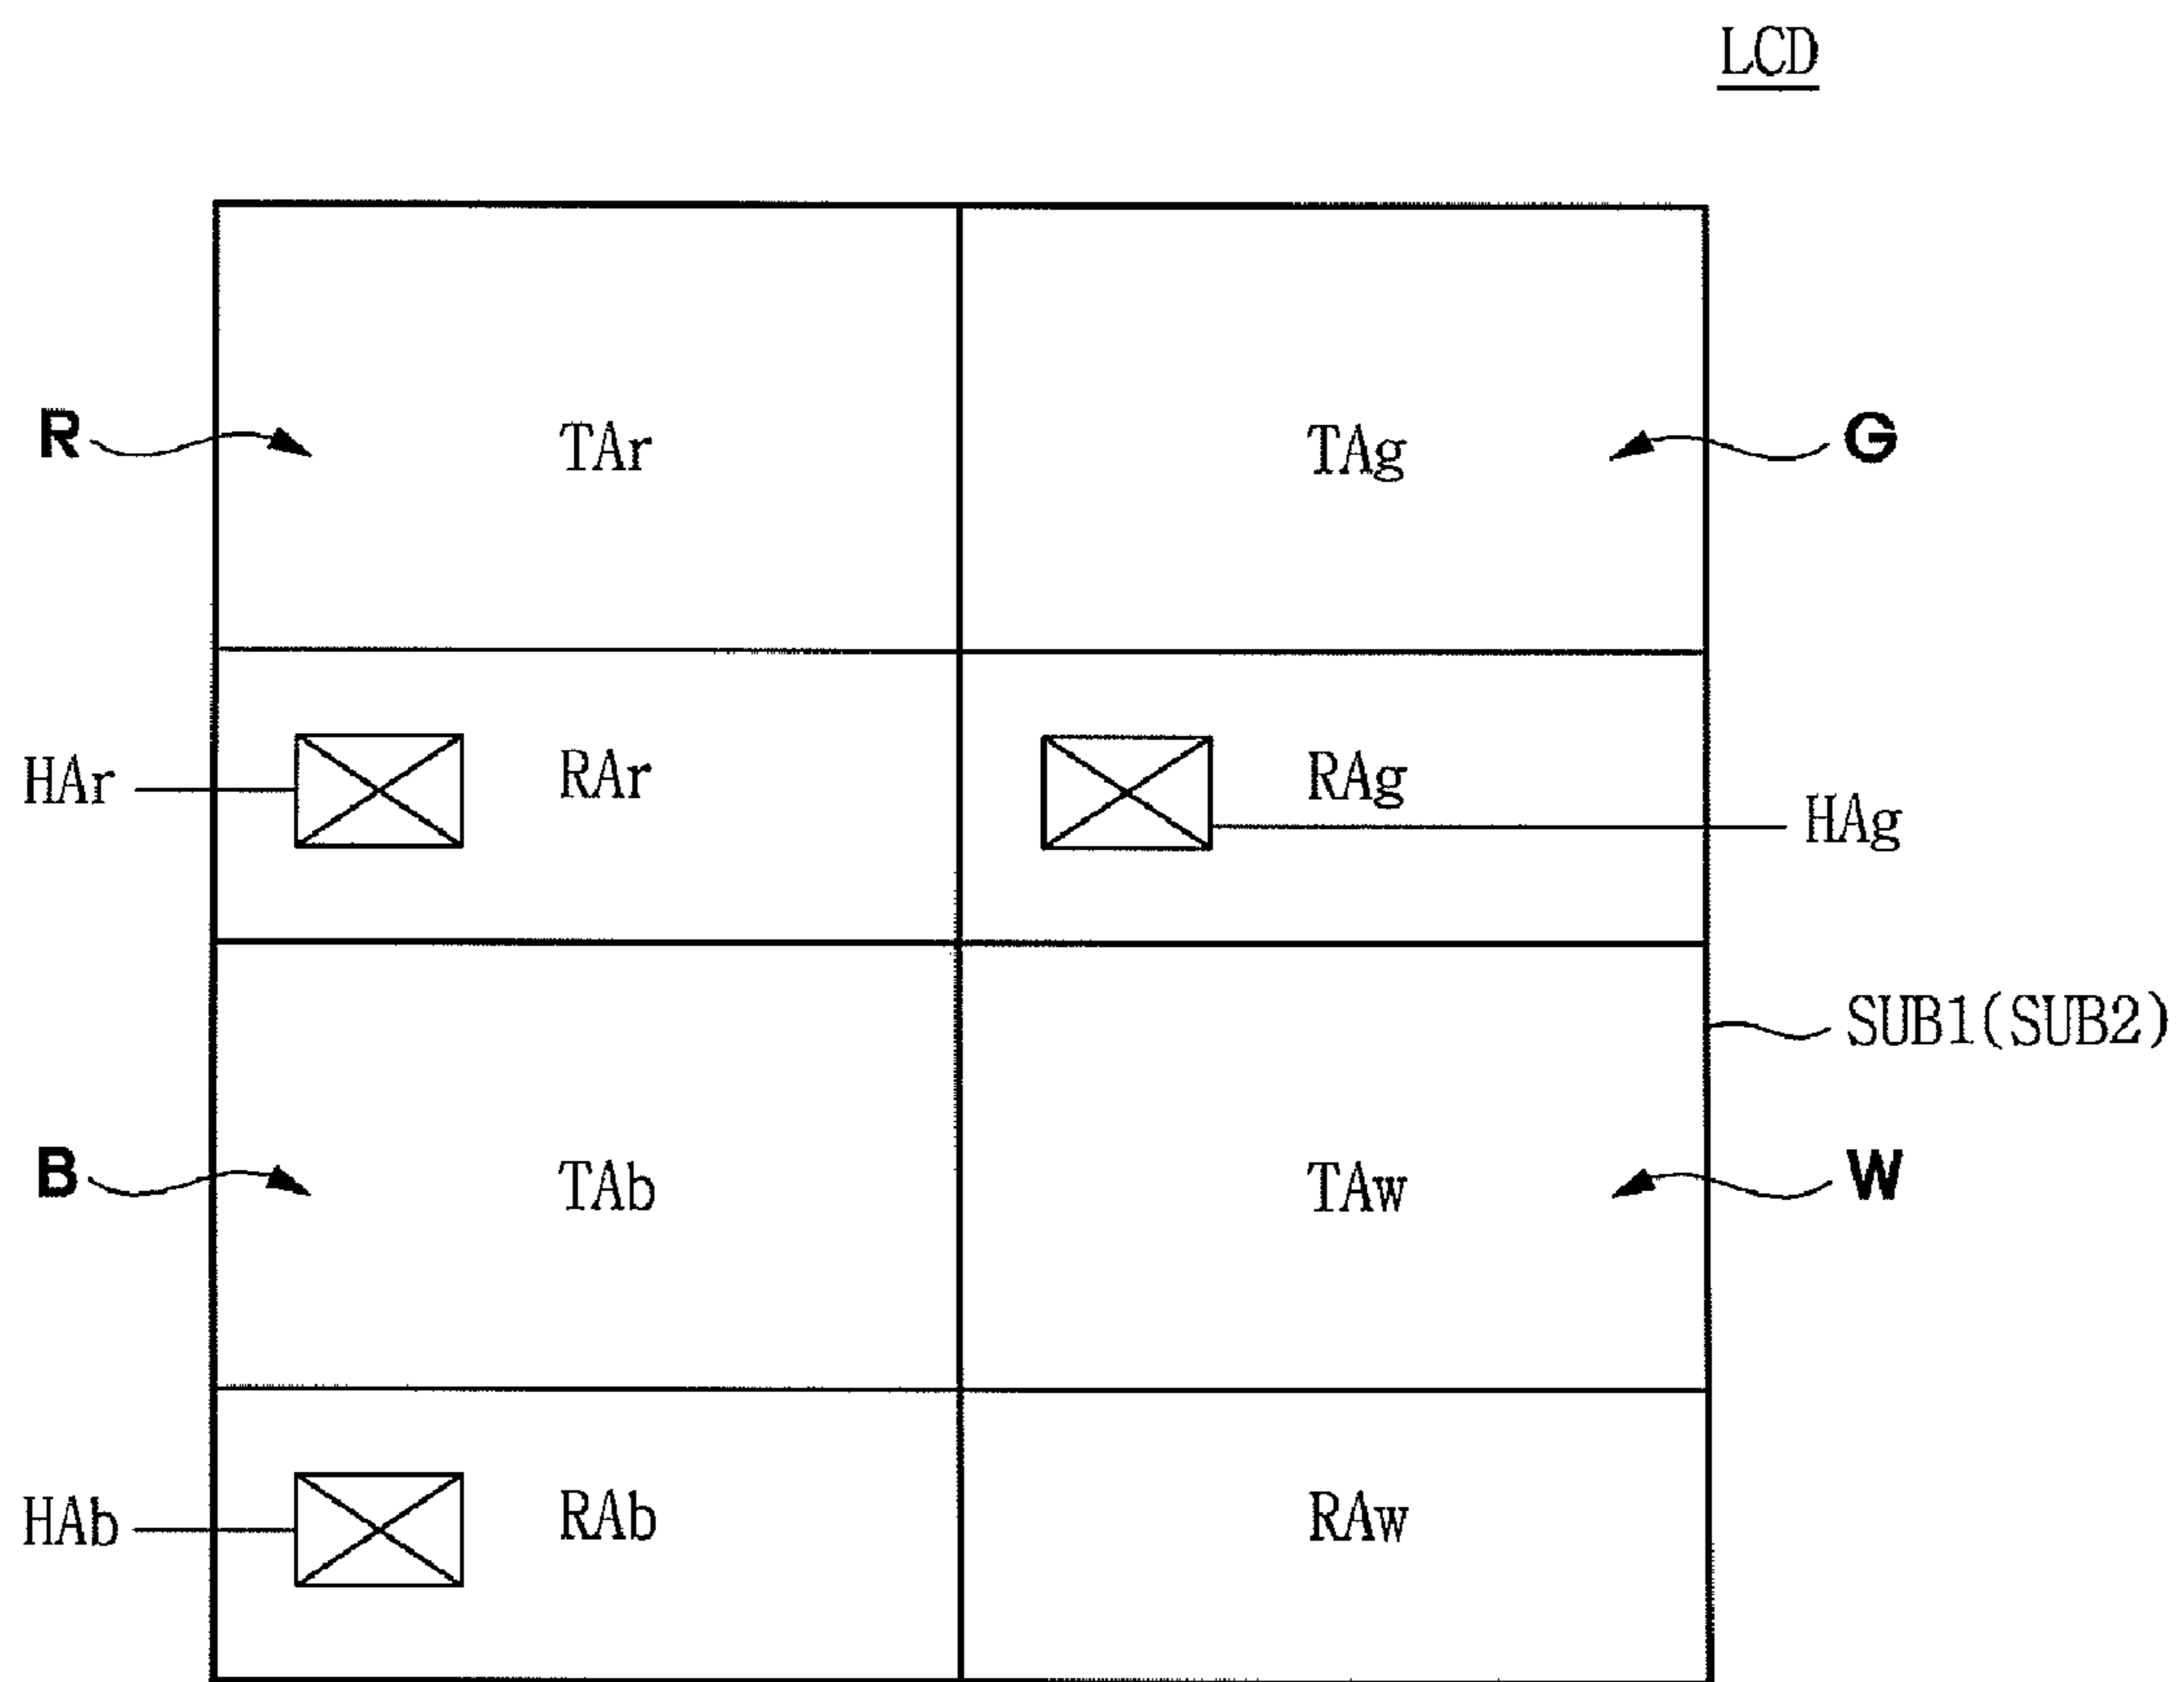 LCD
R TAr TAg G
HAr RAr RAg HAg
SUB1(SUB2)
B TAb TAw W
HAb RAb RAw